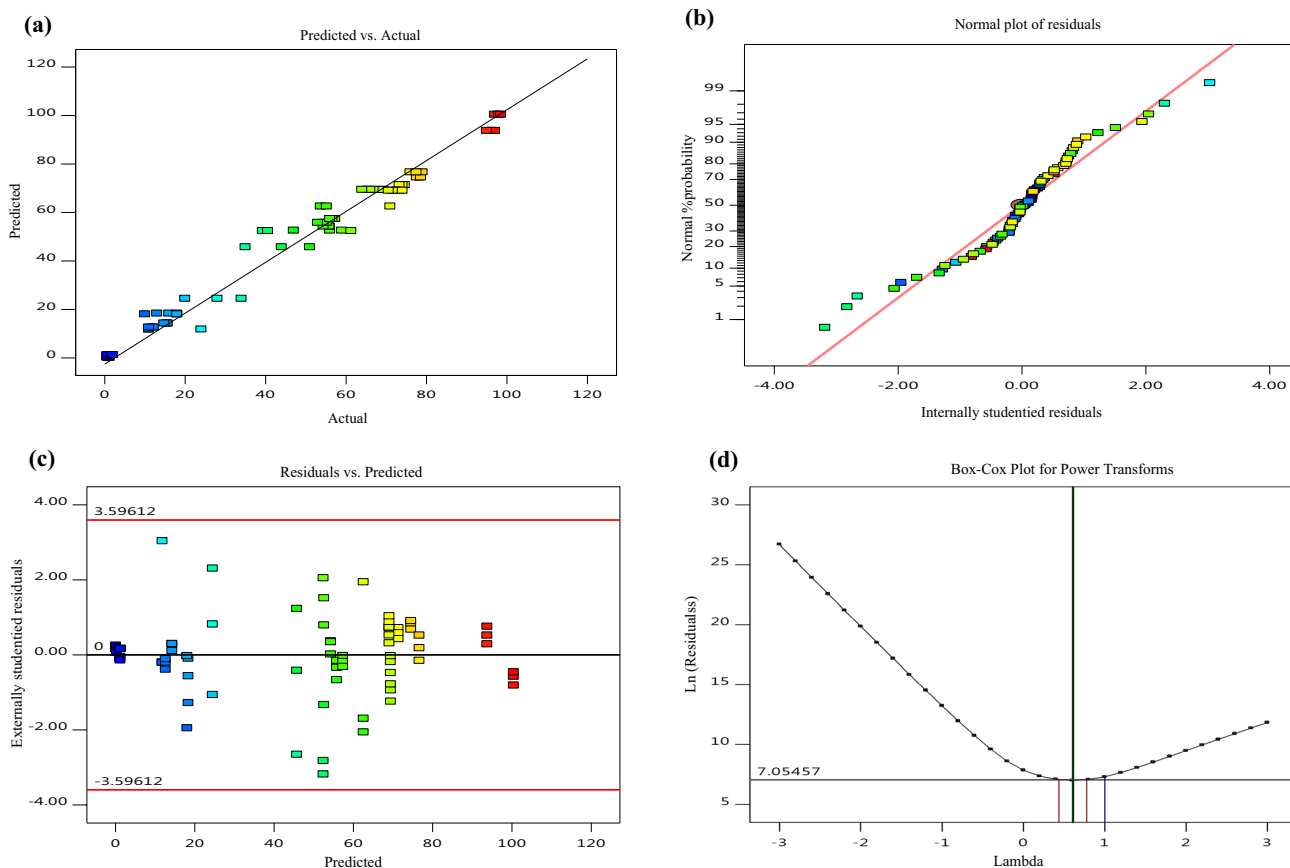 (a)
Predicted vs. Actual
120
100
80
60
40
20
0
Predicted
0 20 40 60 80 100 120
Actual
(b)
Normal plot of residuals
99
95
90
80
70
50
30
20
10
5
1
Normal %probability
-4.00 -2.00 0.00 2.00 4.00
Internally studentied residuals
(c)
Residuals vs. Predicted
4.00
2.00
0.00
-2.00
-4.00
3.59612
0
-3.59612
Externally studentied residuals
0 20 40 60 80 100 120
Predicted
(d)
Box-Cox Plot for Power Transforms
30
25
20
15
10
5
7.05457
Ln (Residualss)
-3 -2 -1 0 1 2 3
Lambda